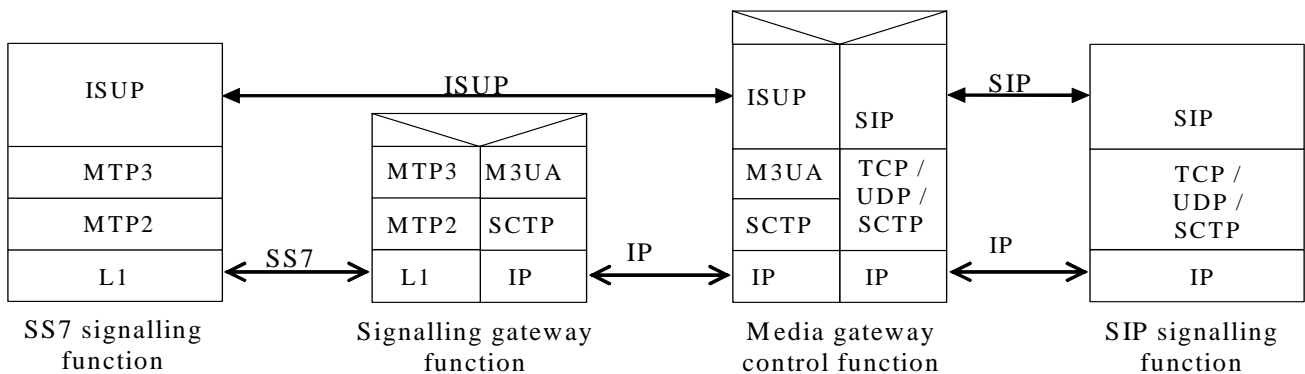 ISUP
MTP3
MTP2
L1
SS7 signalling
function
ISUP
SS7
MTP3
M3UA
MTP2
SCTP
L1
IP
Signalling gateway
function
IP
ISUP
SIP
M3UA
SCTP
TCP /
UDP /
SCTP
IP
IP
Media gateway
control function
SIP
IP
SIP
TCP /
UDP /
SCTP
IP
SIP signalling
function